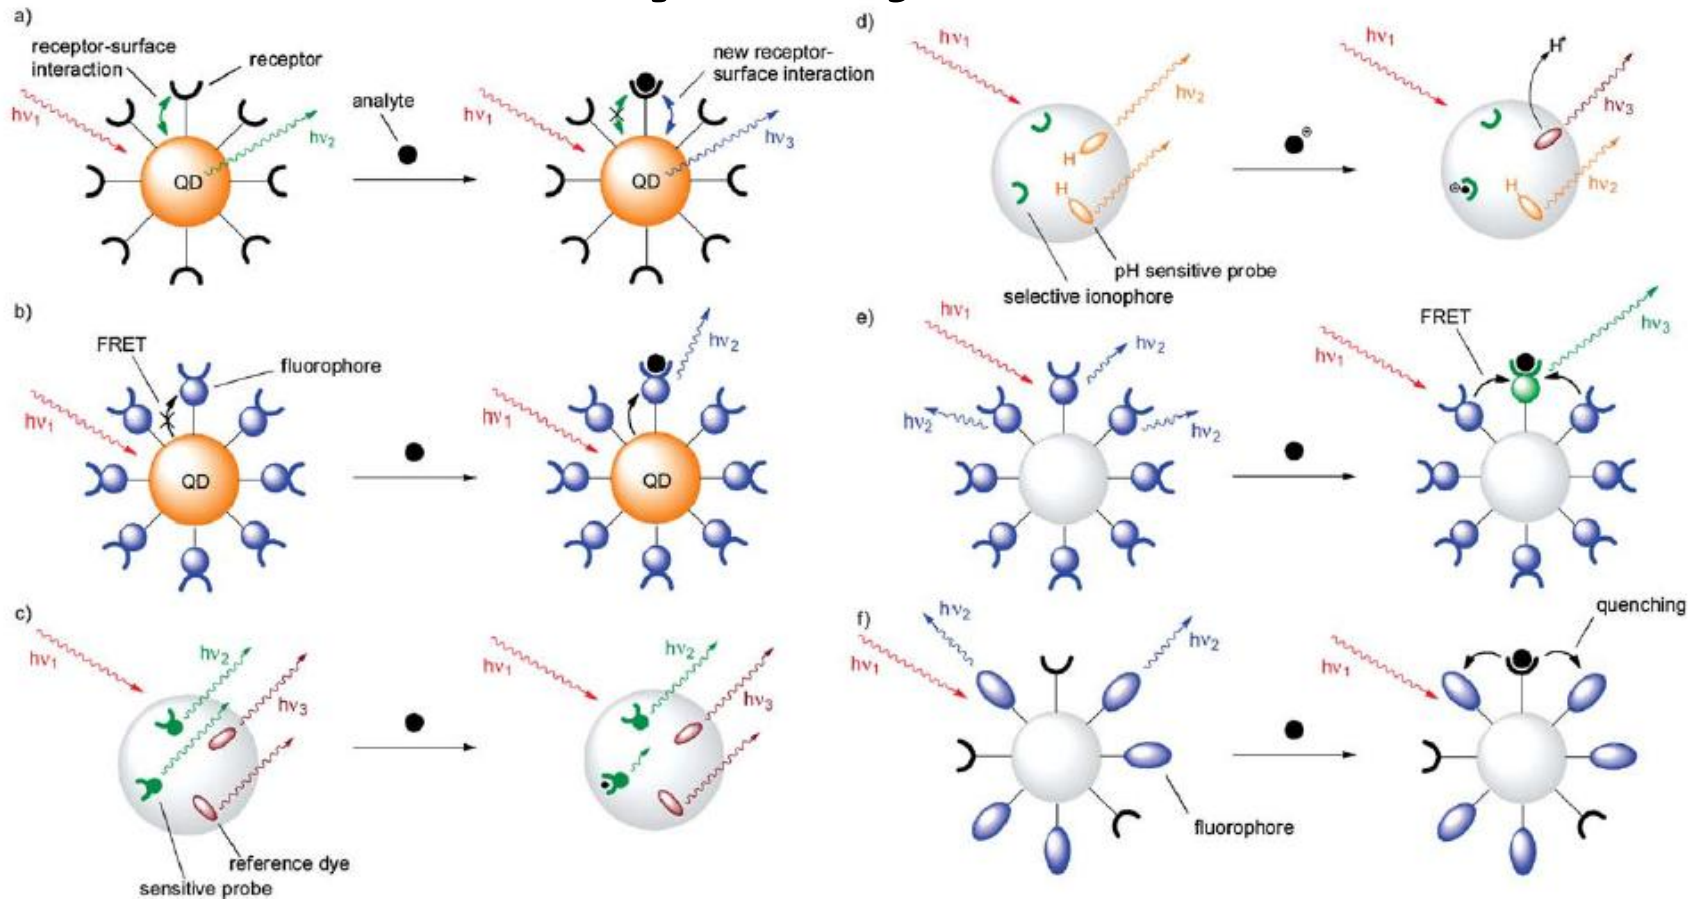 a)
receptor-surface
interaction
receptor
hν1
QD
hν2
analyte
new receptor-
surface interaction
hν1
QD
hν3
b)
FRET
fluorophore
hν1
QD
hν2
hν1
QD
c)
hν1
hν2
hν3
reference dye
sensitive probe
hν1
hν2
hν3
d)
hν1
hν2
H
H
pH sensitive probe
selective ionophore
hν1
H+
hν3
⊕
⊕
H
hν2
e)
hν1
hν2
hν2
hν2
FRET
hν1
hν3
f)
hν2
hν1
hν2
fluorophore
quenching
hν1